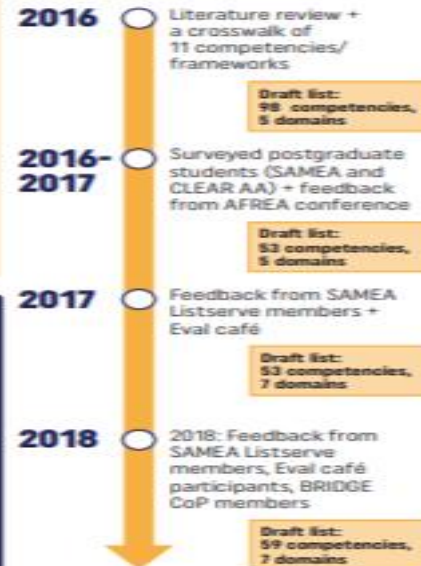 2016
Literature review +
a crosswalk of
11 competencies/
frameworks
Draft list:
98 competencies,
5 domains
2016-
2017
Surveyed postgraduate
students (SAMEA and
CLEAR AA) + feedback
from AFREA conference
Draft list:
53 competencies,
5 domains
2017
Feedback from SAMEA
Listserve members +
Eval café
Draft list:
53 competencies,
7 domains
2018
2018: Feedback from
SAMEA Listserve
members, Eval café
participants, BRIDGE
CoP members
Draft list:
59 competencies,
7 domains